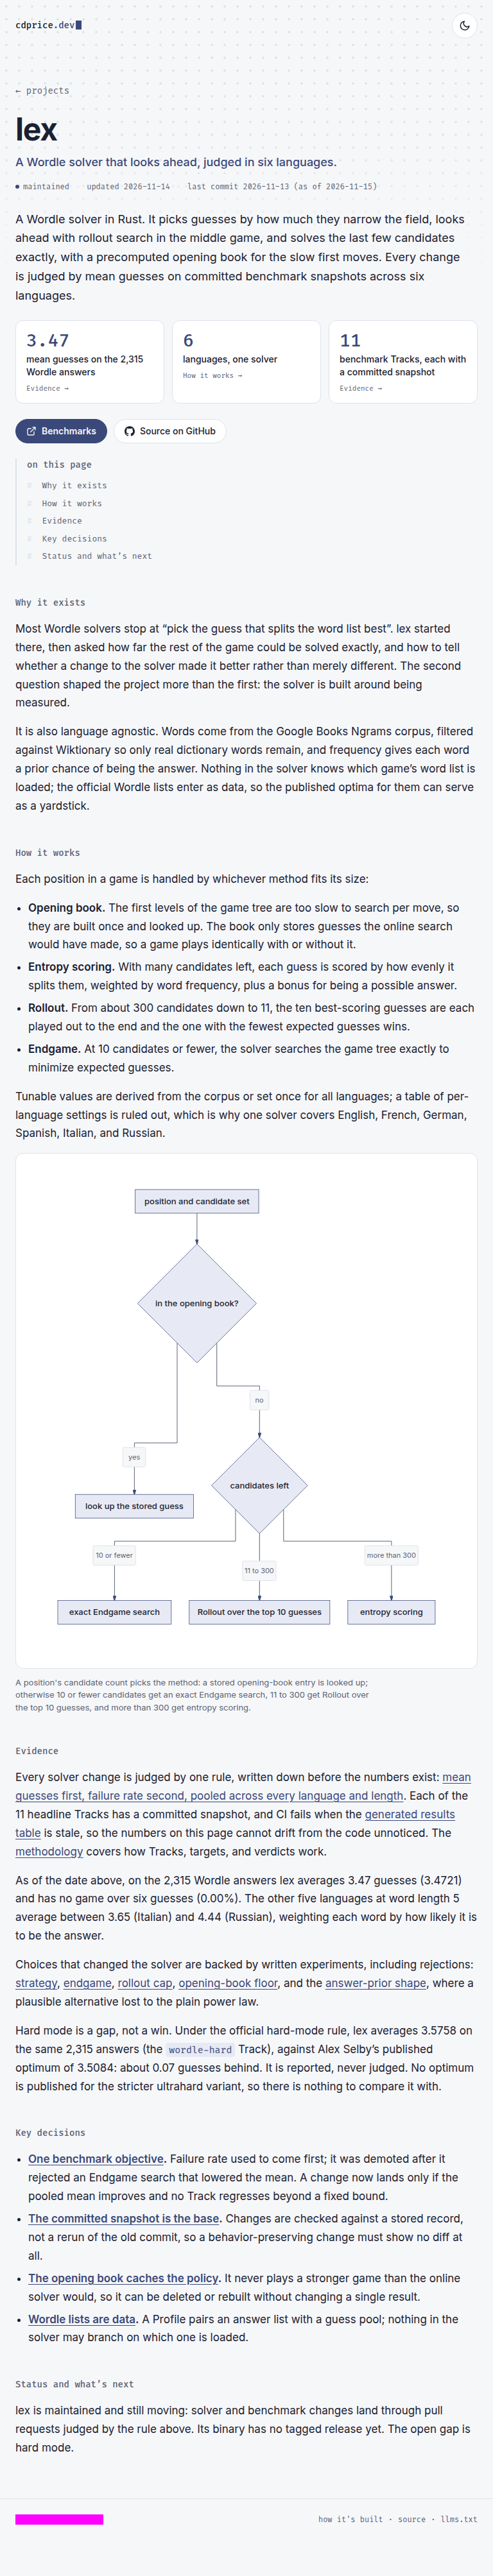 cdprice.dev
← projects
lex
A Wordle solver that looks ahead, judged in six languages.
maintained updated 2026-11-14 last commit 2026-11-13 (as of 2026-11-15)
A Wordle solver in Rust. It picks guesses by how much they narrow the field, looks
ahead with rollout search in the middle game, and solves the last few candidates
exactly, with a precomputed opening book for the slow first moves. Every change
is judged by mean guesses on committed benchmark snapshots across six
languages.
3.47
mean guesses on the 2,315
Wordle answers
Evidence →
6
languages, one solver
How it works →
11
benchmark Tracks, each with
a committed snapshot
Evidence →
Benchmarks
Source on GitHub
on this page
# Why it exists
# How it works
# Evidence
# Key decisions
# Status and what's next
Why it exists
Most Wordle solvers stop at “pick the guess that splits the word list best”. lex started
there, then asked how far the rest of the game could be solved exactly, and how to tell
whether a change to the solver made it better rather than merely different. The second
question shaped the project more than the first: the solver is built around being
measured.
It is also language agnostic. Words come from the Google Books Ngrams corpus, filtered
against Wiktionary so only real dictionary words remain, and frequency gives each word
a prior chance of being the answer. Nothing in the solver knows which game’s word list is
loaded; the official Wordle lists enter as data, so the published optima for them can serve
as a yardstick.
How it works
Each position in a game is handled by whichever method fits its size:
• Opening book. The first levels of the game tree are too slow to search per move, so
they are built once and looked up. The book only stores guesses the online search
would have made, so a game plays identically with or without it.
• Entropy scoring. With many candidates left, each guess is scored by how evenly it
splits them, weighted by word frequency, plus a bonus for being a possible answer.
• Rollout. From about 300 candidates down to 11, the ten best-scoring guesses are each
played out to the end and the one with the fewest expected guesses wins.
• Endgame. At 10 candidates or fewer, the solver searches the game tree exactly to
minimize expected guesses.
Tunable values are derived from the corpus or set once for all languages; a table of per-
language settings is ruled out, which is why one solver covers English, French, German,
Spanish, Italian, and Russian.
position and candidate set
in the opening book?
no
yes
candidates left
look up the stored guess
10 or fewer
11 to 300
more than 300
exact Endgame search
Rollout over the top 10 guesses
entropy scoring
A position's candidate count picks the method: a stored opening-book entry is looked up;
otherwise 10 or fewer candidates get an exact Endgame search, 11 to 300 get Rollout over
the top 10 guesses, and more than 300 get entropy scoring.
Evidence
Every solver change is judged by one rule, written down before the numbers exist: mean
guesses first, failure rate second, pooled across every language and length. Each of the
11 headline Tracks has a committed snapshot, and CI fails when the generated results
table is stale, so the numbers on this page cannot drift from the code unnoticed. The
methodology covers how Tracks, targets, and verdicts work.
As of the date above, on the 2,315 Wordle answers lex averages 3.47 guesses (3.4721)
and has no game over six guesses (0.00%). The other five languages at word length 5
average between 3.65 (Italian) and 4.44 (Russian), weighting each word by how likely it is
to be the answer.
Choices that changed the solver are backed by written experiments, including rejections:
strategy, endgame, rollout cap, opening-book floor, and the answer-prior shape, where a
plausible alternative lost to the plain power law.
Hard mode is a gap, not a win. Under the official hard-mode rule, lex averages 3.5758 on
the same 2,315 answers (the wordle-hard Track), against Alex Selby’s published
optimum of 3.5084: about 0.07 guesses behind. It is reported, never judged. No optimum
is published for the stricter ultrahard variant, so there is nothing to compare it with.
Key decisions
• One benchmark objective. Failure rate used to come first; it was demoted after it
rejected an Endgame search that lowered the mean. A change now lands only if the
pooled mean improves and no Track regresses beyond a fixed bound.
• The committed snapshot is the base. Changes are checked against a stored record,
not a rerun of the old commit, so a behavior-preserving change must show no diff at
all.
• The opening book caches the policy. It never plays a stronger game than the online
solver would, so it can be deleted or rebuilt without changing a single result.
• Wordle lists are data. A Profile pairs an answer list with a guess pool; nothing in the
solver may branch on which one is loaded.
Status and what's next
lex is maintained and still moving: solver and benchmark changes land through pull
requests judged by the rule above. Its binary has no tagged release yet. The open gap is
hard mode.
how it's built · source · llms.txt